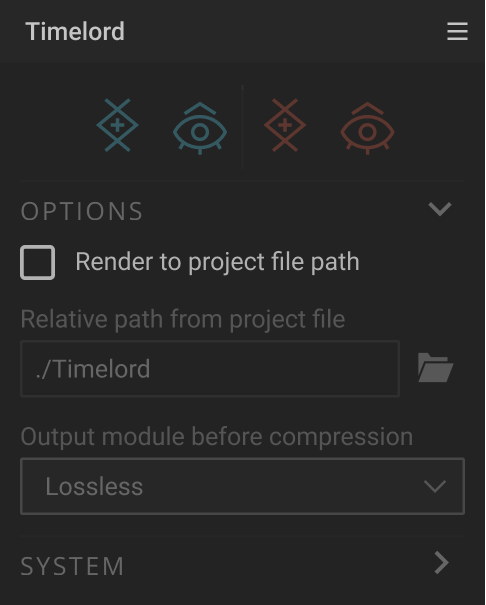 Timelord
OPTIONS
Render to project file path
Relative path from project file
./Timelord
Output module before compression
Lossless
SYSTEM